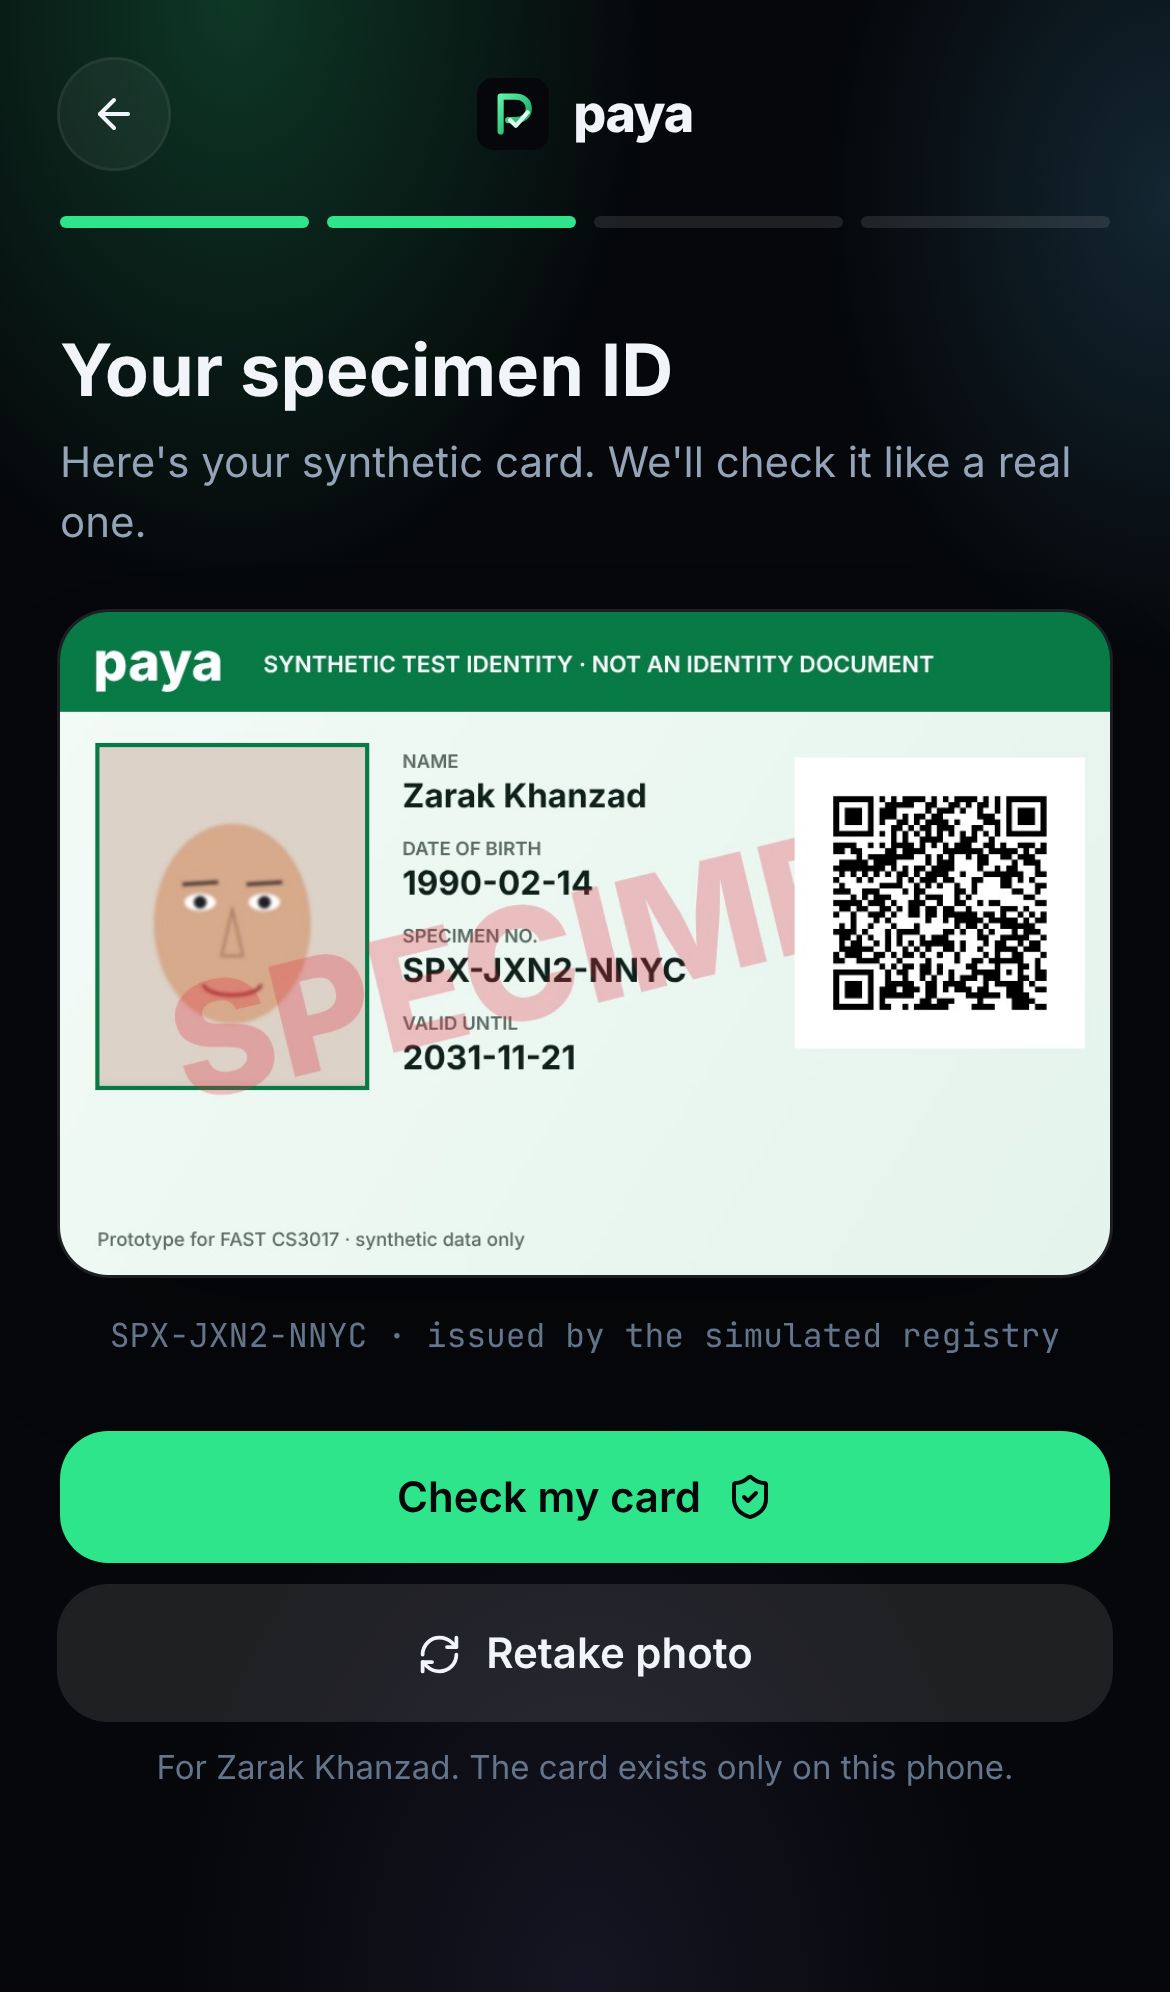 paya
Your specimen ID
Here's your synthetic card. We'll check it like a real
one.
paya SYNTHETIC TEST IDENTITY · NOT AN IDENTITY DOCUMENT
NAME
Zarak Khanzad
DATE OF BIRTH
1990-02-14
SPECIMEN NO.
SPX-JXN2-NNYC
VALID UNTIL
2031-11-21
SPECIME
Prototype for FAST CS3017 · synthetic data only
SPX-JXN2-NNYC · issued by the simulated registry
Check my card
Retake photo
For Zarak Khanzad. The card exists only on this phone.